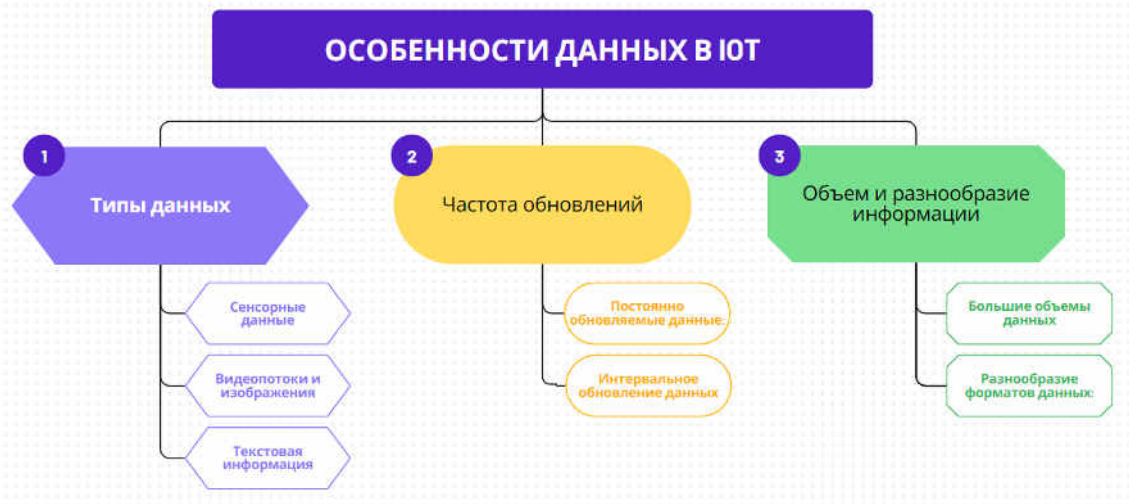 ОСОБЕННОСТИ ДАННЫХ В I0T
1
Типы данных
Сенсорные
данные
Видеопотоки и
изображения
Текстовая
информация
2
Частота обновлений
Постоянно
обновляемые данные:
Интервальное
обновление данных
3
Объем и разнообразие
информации
Большие объемы
данных
Разнообразие
форматов данных: